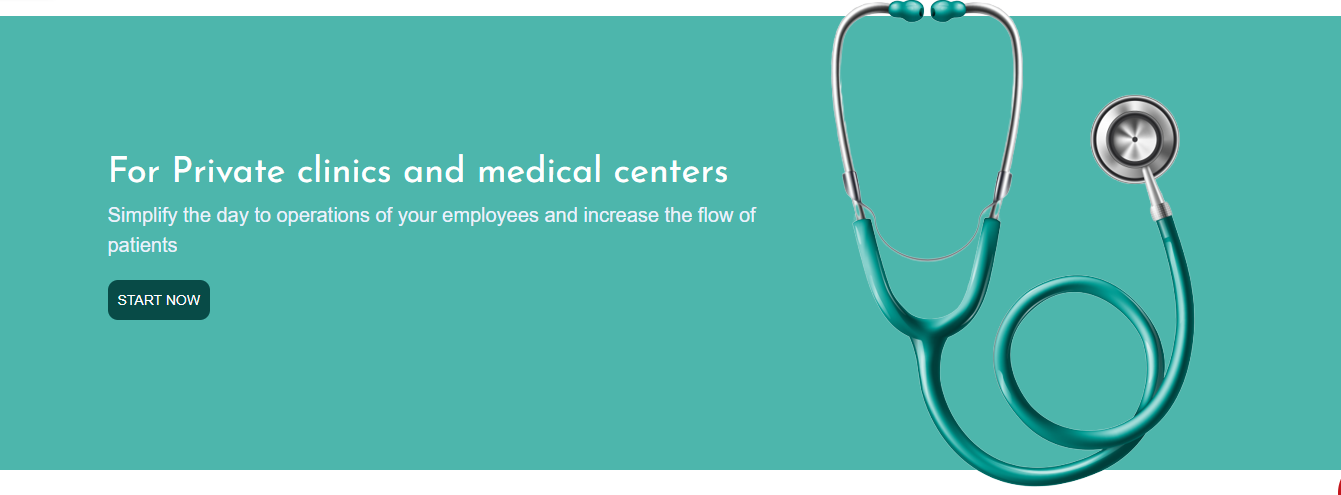 For Private clinics and medical centers
Simplify the day to operations of your employees and increase the flow of
patients
START NOW